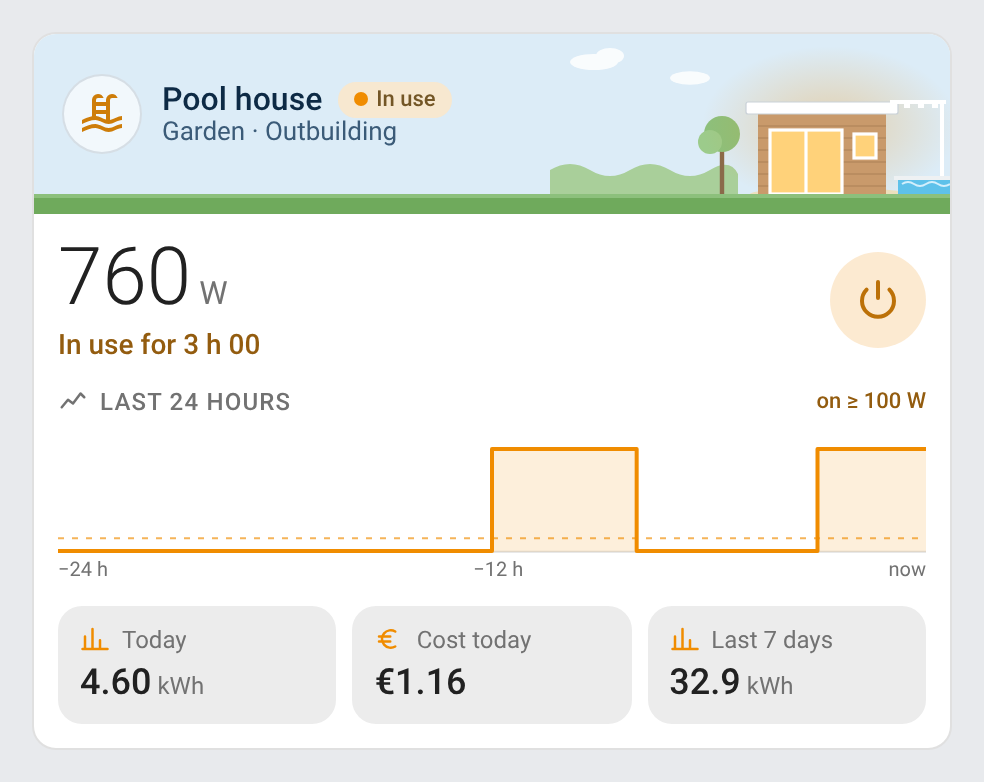 Pool house In use
Garden · Outbuilding
760 W
In use for 3 h 00
LAST 24 HOURS on ≥ 100 W
−24 h −12 h now
Today Cost today Last 7 days
4.60 kWh €1.16 32.9 kWh